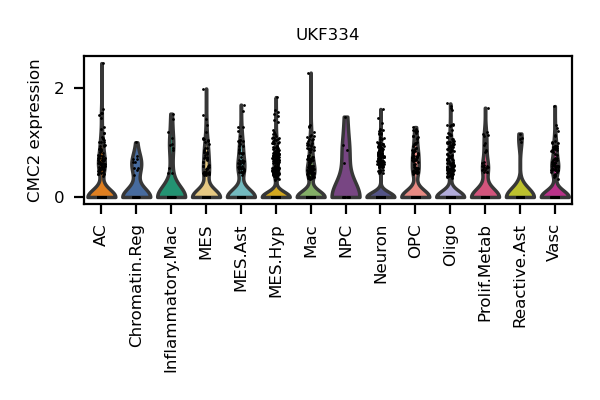 UKF334
CMC2 expression
2
0
AC
Chromatin.Reg
Inflammatory.Mac
MES
MES.Ast
MES.Hyp
Mac
NPC
Neuron
OPC
Oligo
Prolif.Metab
Reactive.Ast
Vasc